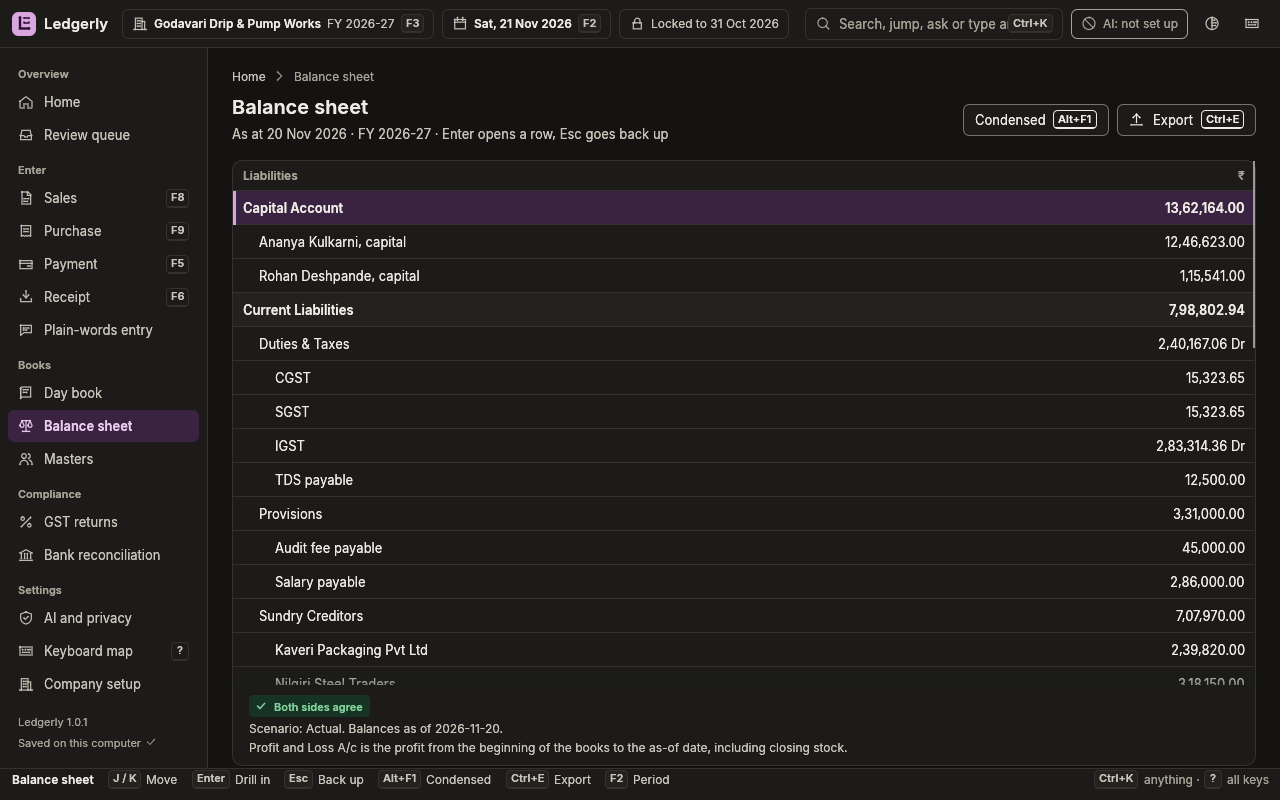 Ledgerly
Godavari Drip & Pump Works FY 2026-27 F3
Sat, 21 Nov 2026 F2
Locked to 31 Oct 2026
Search, jump, ask or type a Ctrl+K
AI: not set up
Overview
Home
Review queue
Enter
Sales F8
Purchase F9
Payment F5
Receipt F6
Plain-words entry
Books
Day book
Balance sheet
Masters
Compliance
GST returns
Bank reconciliation
Settings
AI and privacy
Keyboard map ?
Company setup
Ledgerly 1.0.1
Saved on this computer
Home > Balance sheet
Balance sheet
As at 20 Nov 2026 · FY 2026-27 · Enter opens a row, Esc goes back up
Condensed Alt+F1
Export Ctrl+E
Liabilities ₹
Capital Account 13,62,164.00
Ananya Kulkarni, capital 12,46,623.00
Rohan Deshpande, capital 1,15,541.00
Current Liabilities 7,98,802.94
Duties & Taxes 2,40,167.06 Dr
CGST 15,323.65
SGST 15,323.65
IGST 2,83,314.36 Dr
TDS payable 12,500.00
Provisions 3,31,000.00
Audit fee payable 45,000.00
Salary payable 2,86,000.00
Sundry Creditors 7,07,970.00
Kaveri Packaging Pvt Ltd 2,39,820.00
Nilgiri Steel Traders 3,18,150.00
Both sides agree
Scenario: Actual. Balances as of 2026-11-20.
Profit and Loss A/c is the profit from the beginning of the books to the as-of date, including closing stock.
Balance sheet J / K Move Enter Drill in Esc Back up Alt+F1 Condensed Ctrl+E Export F2 Period Ctrl+K anything · ? all keys